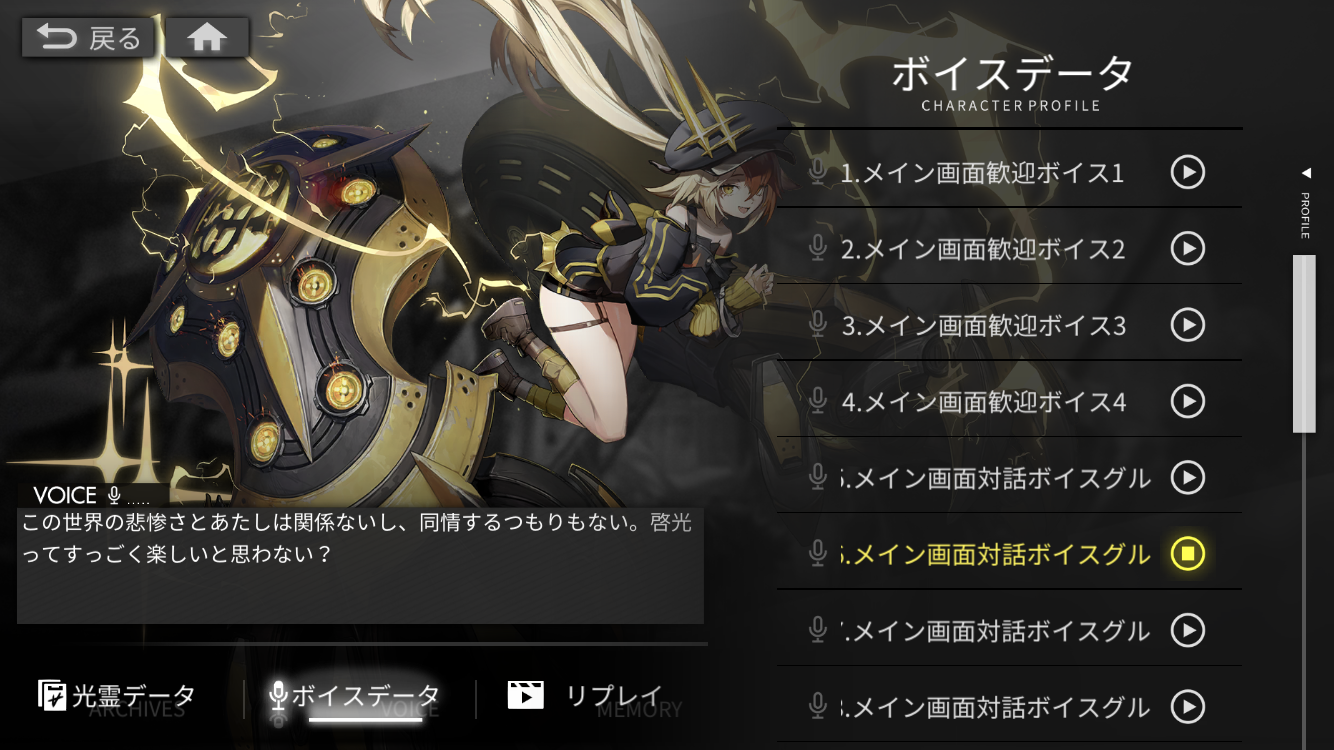 戻る
ボイスデータ
CHARACTER PROFILE
1.メイン画面歓迎ボイス1
2.メイン画面歓迎ボイス2
3.メイン画面歓迎ボイス3
4.メイン画面歓迎ボイス4
.メイン画面対話ボイスグル
.メイン画面対話ボイスグル
.メイン画面対話ボイスグル
.メイン画面対話ボイスグル
PROFILE
VOICE .....
この世界の悲惨さとあたしは関係ないし、同情するつもりもない。啓光
ってすっごく楽しいと思わない？
光霊データ
ARCHIVES
ボイスデータ
VOICE
リプレイ
MEMORY